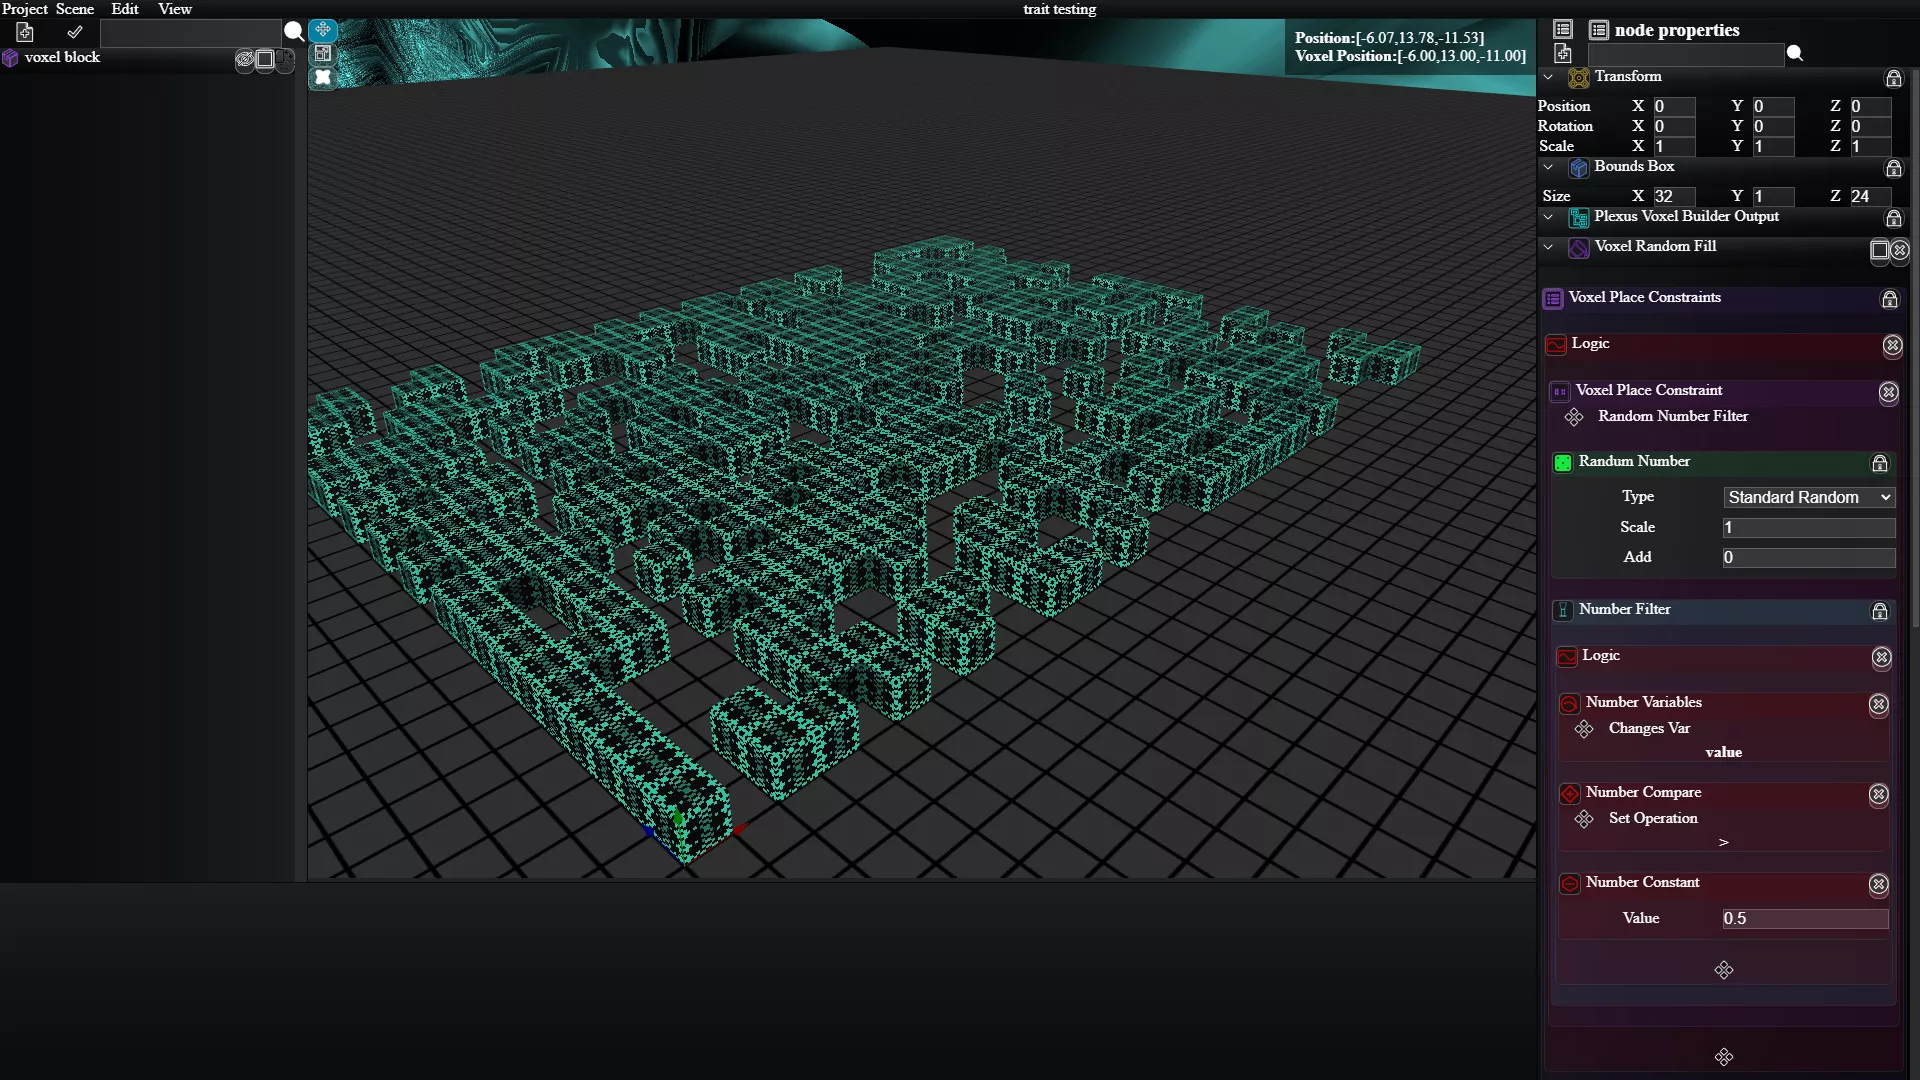 Project Scene Edit View
trait testing
voxel block
Position:[-6.07,13.78,-11.53]
Voxel Position:[-6.00,13.00,-11.00]
node properties
Transform
Position X 0 Y 0 Z 0
Rotation X 0 Y 0 Z 0
Scale X 1 Y 1 Z 1
Bounds Box
Size X 32 Y 1 Z 24
Plexus Voxel Builder Output
Voxel Random Fill
Voxel Place Constraints
Logic
Voxel Place Constraint
Random Number Filter
Randum Number
Type Standard Random
Scale 1
Add 0
Number Filter
Logic
Number Variables
Changes Var
value
Number Compare
Set Operation
>
Number Constant
Value 0.5